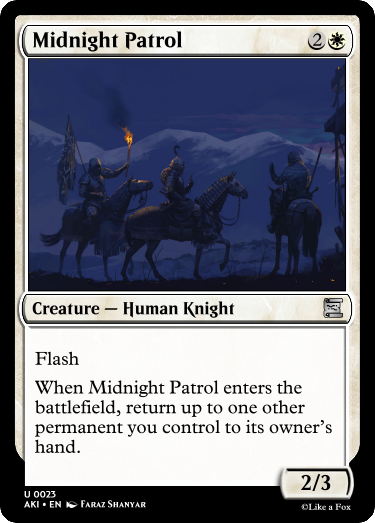 Midnight Patrol 2
Creature — Human Knight
Flash
When Midnight Patrol enters the
battlefield, return up to one other
permanent you control to its owner's
hand.
2/3
U 0023
AKI • EN Faraz Shanyar
©Like a Fox